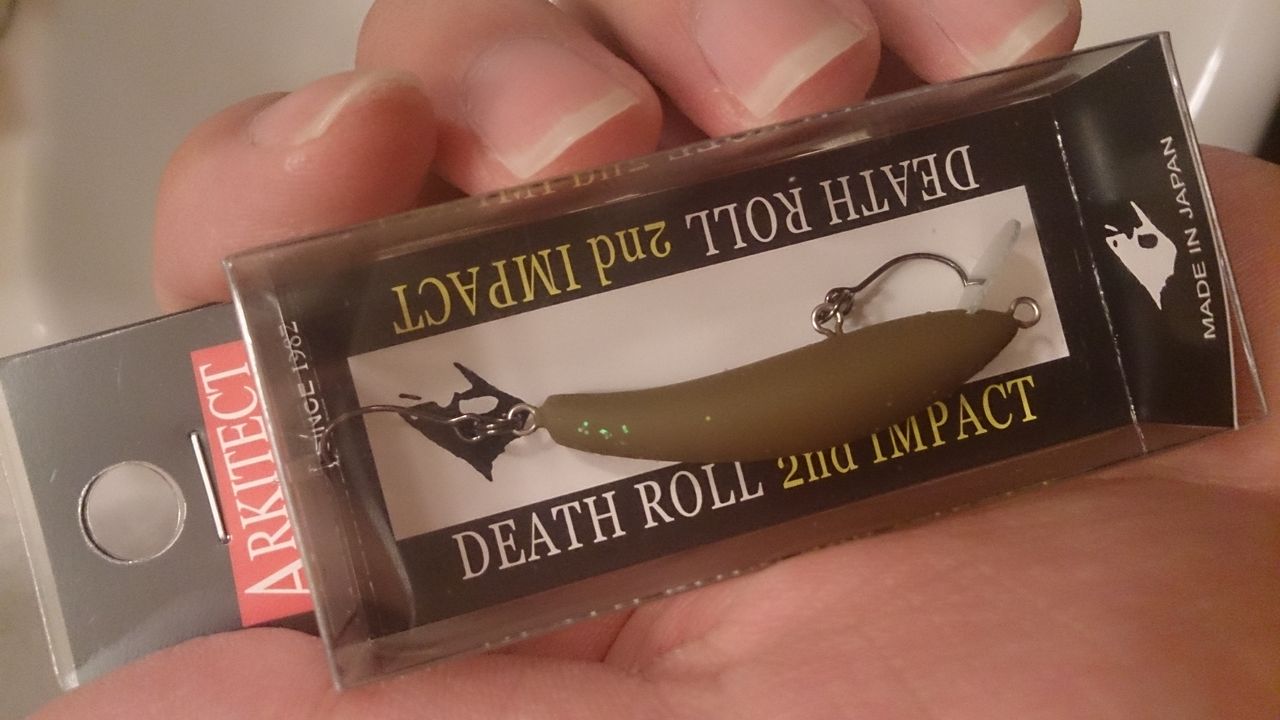 DEATH ROLL 2nd IMPACT
MADE IN JAPAN
SINCE 1982
ARKITECT
DEATH ROLL 2nd IMPACT